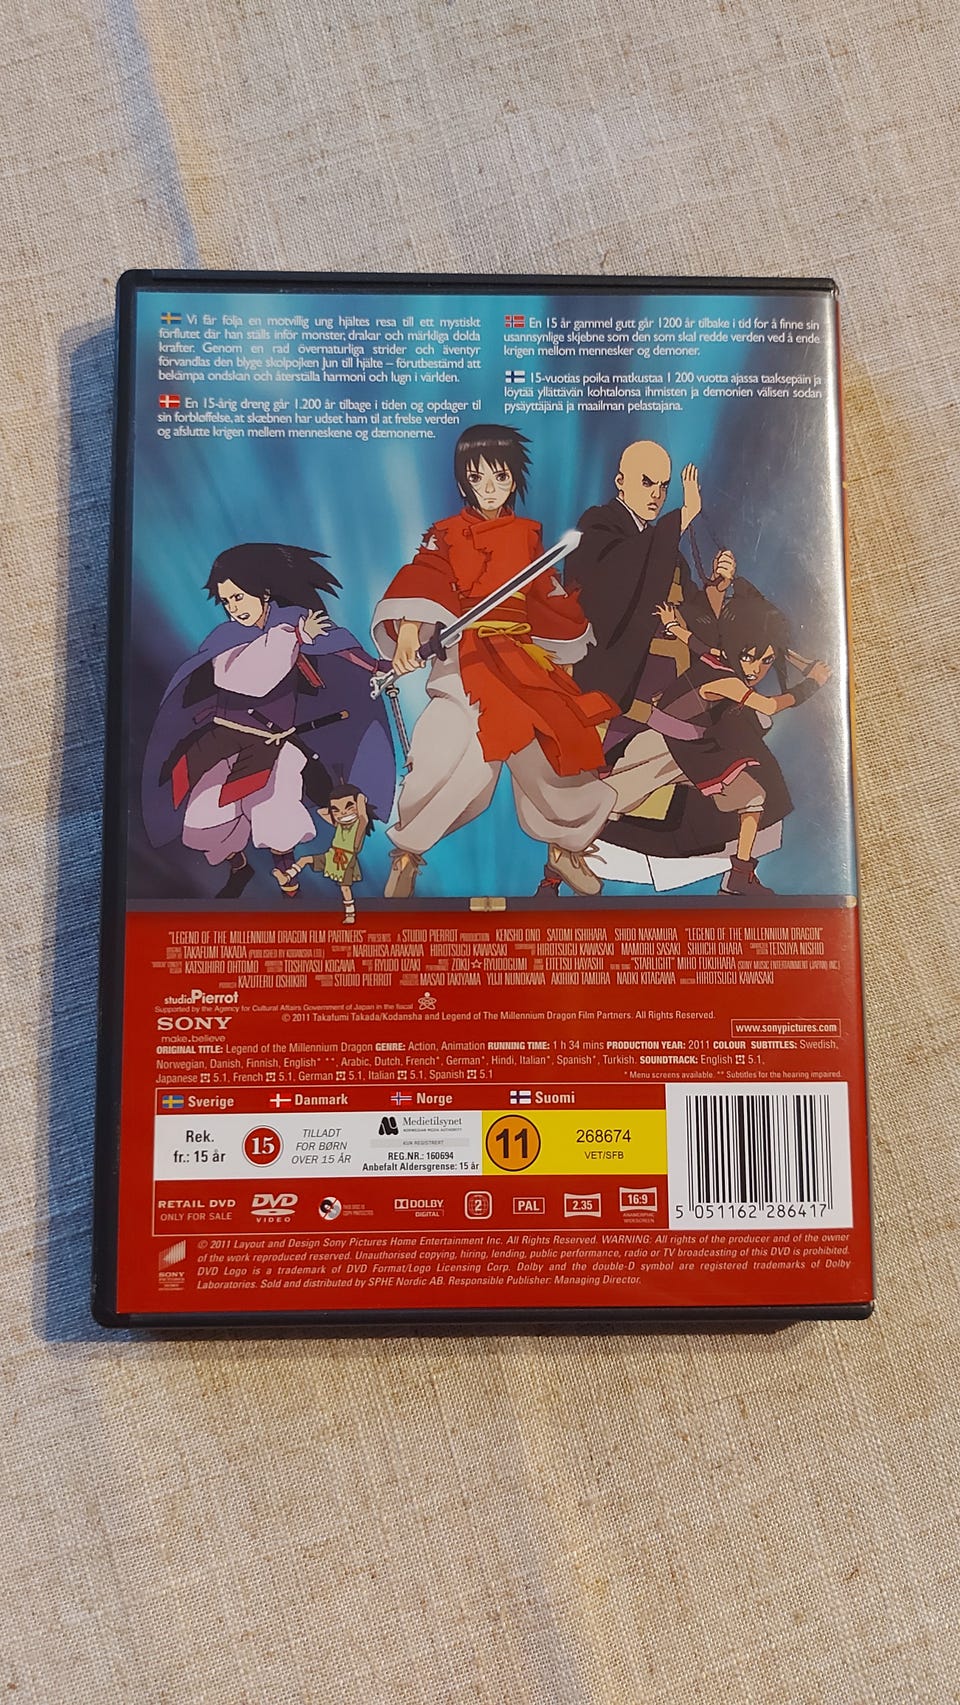 Vi får följa en motvillig ung hjältes resa till ett mystiskt
förflutet där han ställs inför monster, drakar och märkliga dolda
krafter. Genom en rad övernaturliga strider och äventyr
förvandlas den blyge skolpojken Jun till hjälte – förutbestämd att
bekämpa ondskan och återställa harmoni och lugn i världen.
En 15-årig dreng går 1.200 år tilbage i tiden og opdager til
sin forbløffelse, at skæbnen har udset ham til at frelse verden
og afslutte krigen mellem menneskene og dæmonerne.
En 15 år gammel gutt går 1200 år tilbake i tid for å finne sin
usannsynlige skjebne som den som skal redde verden ved å ende
krigen mellom mennesker og demoner.
15-vuotias poika matkustaa 1 200 vuotta ajassa taaksepäin ja
löytää yllättävän kohtalonsa ihmisten ja demonien välisen sodan
pysäyttäjänä ja maailman pelastajana.
"LEGEND OF THE MILLENNIUM DRAGON FILM PARTNERS" PRESENTS A STUDIO PIERROT PRODUCTION KENSHO ONO SATOMI ISHIHARA SHIDO NAKAMURA "LEGEND OF THE MILLENNIUM DRAGON"
TAKAFUMI TAKADA (PUBLISHED BY KODANSHA LTD.) NARUHISA ARAKAWA HIROTSUGU KAWASAKI HIROTSUGU KAWASAKI MAMORU SASAKI SHUICHI OHARA TETSUYA NISHIO
KATSUHIRO OHTOMO TOSHIYASU KOGAWA RYUDO UZAKI ZOKU☆RYUDOGUMI EITETSU HAYASHI "STARLIGHT" MIHO FUKUHARA (SONY MUSIC ENTERTAINMENT (JAPAN) INC.)
PRODUCER KAZUTERU OSHIKIRI STUDIO PIERROT MASAO TAKIYAMA YUJI NUNOKAWA AKIHIKO TAMURA NAOKI KITAGAWA DIRECTOR HIROTSUGU KAWASAKI
studio Pierrot
Supported by the Agency for Cultural Affairs Government of Japan in the fiscal
SONY
make.believe
© 2011 Takafumi Takada/Kodansha and Legend of The Millennium Dragon Film Partners. All Rights Reserved.
www.sonypictures.com
ORIGINAL TITLE: Legend of the Millennium Dragon GENRE: Action, Animation RUNNING TIME: 1 h 34 mins PRODUCTION YEAR: 2011 COLOUR SUBTITLES: Swedish,
Norwegian, Danish, Finnish, English* **, Arabic, Dutch, French*, German*, Hindi, Italian*, Spanish*, Turkish. SOUNDTRACK: English 5.1,
Japanese 5.1, French 5.1, German 5.1, Italian 5.1, Spanish 5.1
* Menu screens available. ** Subtitles for the hearing impaired.
Sverige Danmark Norge Suomi
Rek.
fr.: 15 år
15
TILLADT
FOR BØRN
OVER 15 ÅR
Medietilsynet
NORWEGIAN MEDIA AUTHORITY
KUN REGISTRERT
REG.NR.: 160694
Anbefalt Aldersgrense: 15 år
11
268674
VET/SFB
RETAIL DVD
ONLY FOR SALE
DVD
VIDEO
THIS DISC IS
COPY PROTECTED
DOLBY
DIGITAL
2
PAL
2.35
16:9
ANAMORPHIC
WIDESCREEN
5 051162 286417
SONY
PICTURES
© 2011 Layout and Design Sony Pictures Home Entertainment Inc. All Rights Reserved. WARNING: All rights of the producer and of the owner
of the work reproduced reserved. Unauthorised copying, hiring, lending, public performance, radio or TV broadcasting of this DVD is prohibited.
DVD Logo is a trademark of DVD Format/Logo Licensing Corp. Dolby and the double-D symbol are registered trademarks of Dolby
Laboratories. Sold and distributed by SPHE Nordic AB. Responsible Publisher: Managing Director.